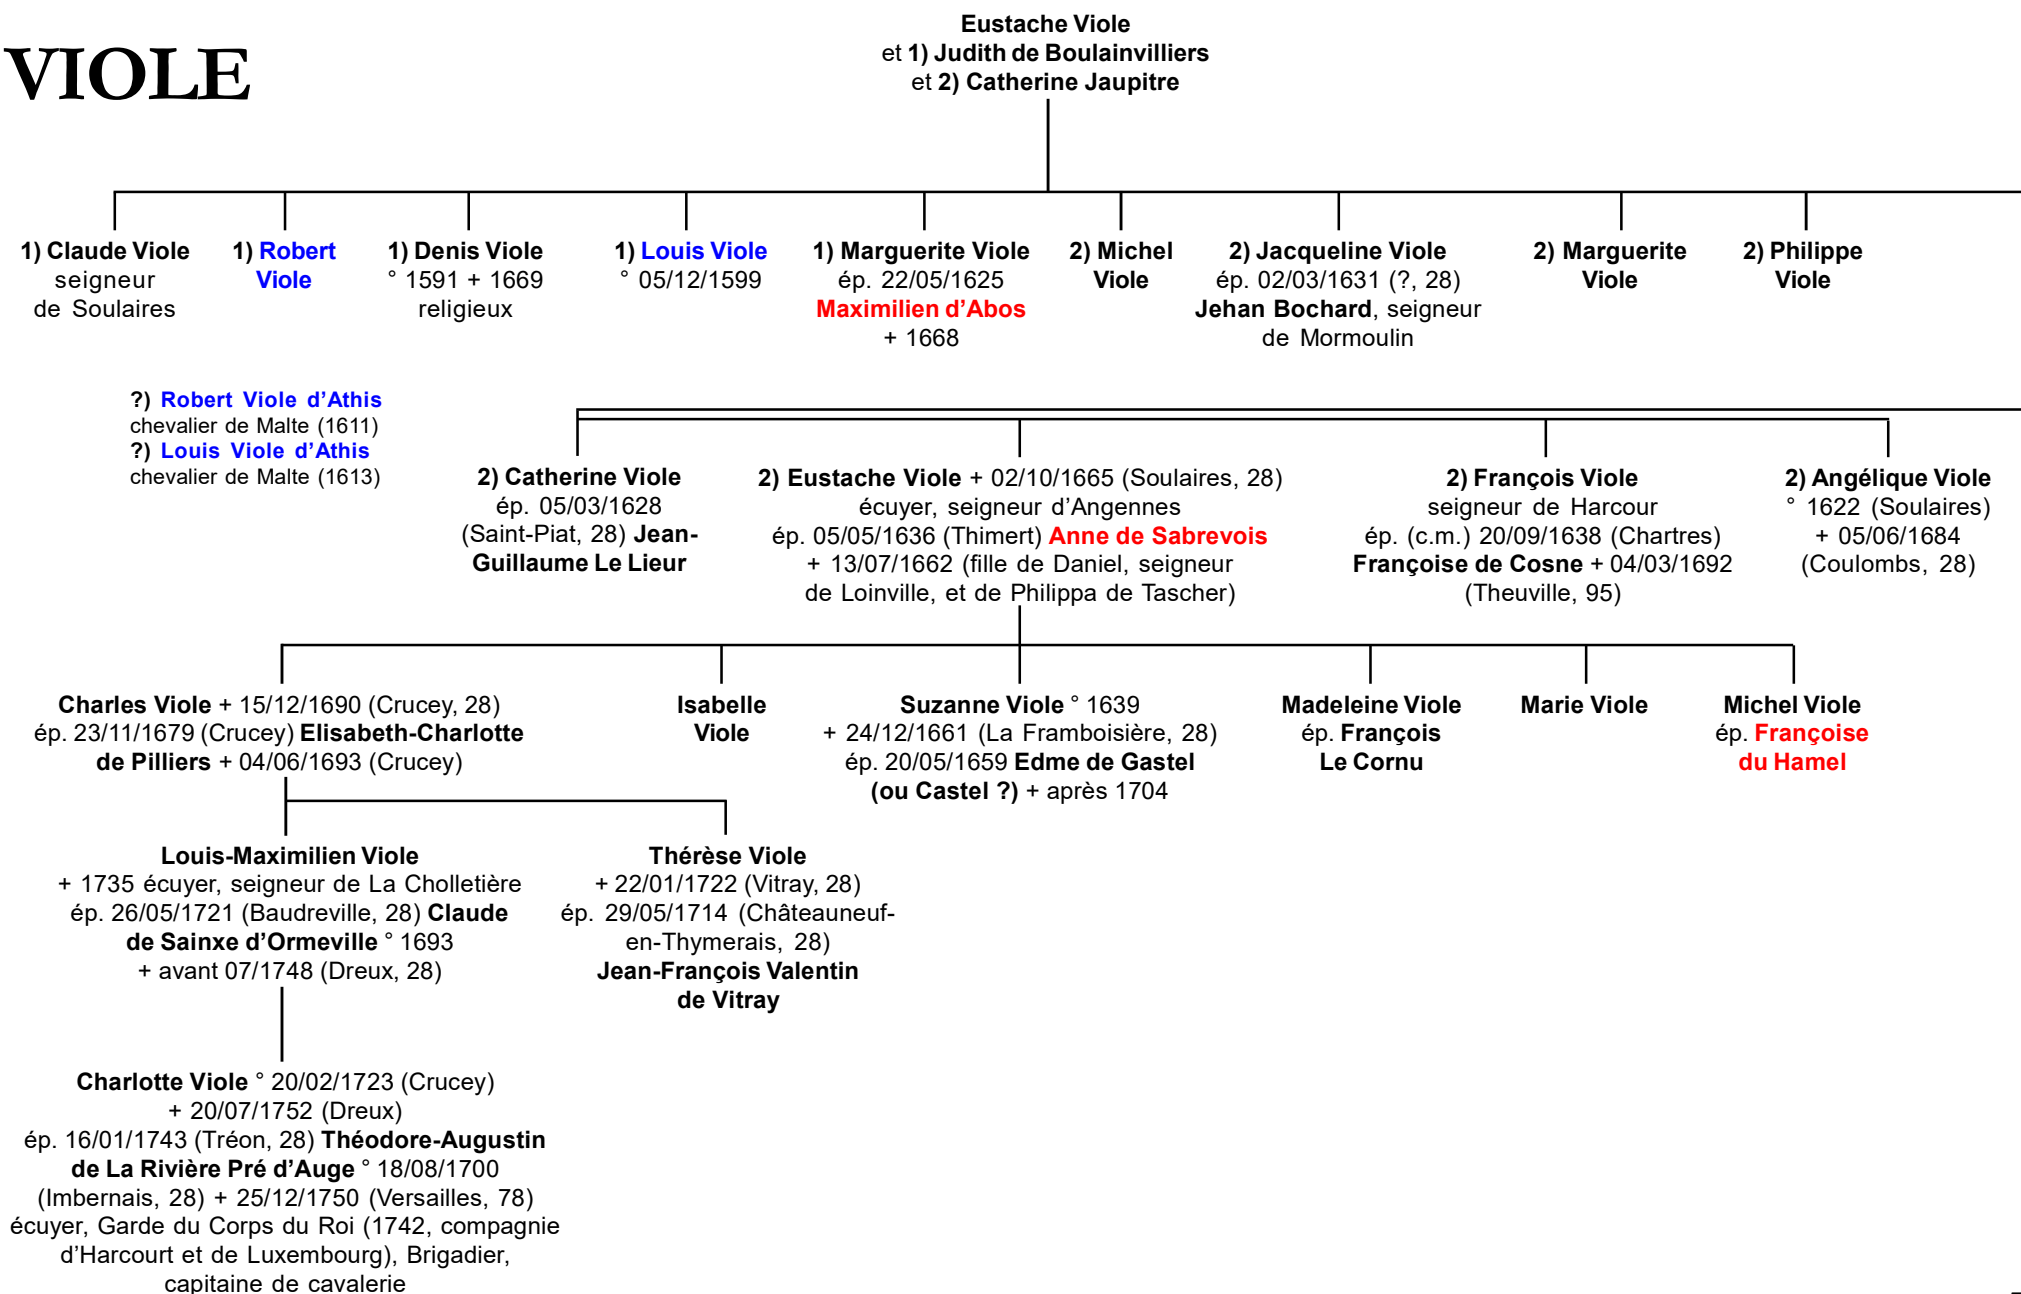 VIOLE
Eustache Viole
et 1) Judith de Boulainvilliers
et 2) Catherine Jaupitre
1) Claude Viole
seigneur
de Soulaires
1) Robert
Viole
1) Denis Viole
° 1591 + 1669
religieux
1) Louis Viole
° 05/12/1599
1) Marguerite Viole
ép. 22/05/1625
Maximilien d’Abos
+ 1668
2) Michel
Viole
2) Jacqueline Viole
ép. 02/03/1631 (?, 28)
Jehan Bochard, seigneur
de Mormoulin
2) Marguerite
Viole
2) Philippe
Viole
?) Robert Viole d’Athis
chevalier de Malte (1611)
?) Louis Viole d’Athis
chevalier de Malte (1613)
2) Catherine Viole
ép. 05/03/1628
(Saint-Piat, 28) Jean-
Guillaume Le Lieur
2) Eustache Viole + 02/10/1665 (Soulaires, 28)
écuyer, seigneur d’Angennes
ép. 05/05/1636 (Thimert) Anne de Sabrevois
+ 13/07/1662 (fille de Daniel, seigneur
de Loinville, et de Philippa de Tascher)
2) François Viole
seigneur de Harcour
ép. (c.m.) 20/09/1638 (Chartres)
Françoise de Cosne + 04/03/1692
(Theuville, 95)
2) Angélique Viole
° 1622 (Soulaires)
+ 05/06/1684
(Coulombs, 28)
Charles Viole + 15/12/1690 (Crucey, 28)
ép. 23/11/1679 (Crucey) Elisabeth-Charlotte
de Pilliers + 04/06/1693 (Crucey)
Isabelle
Viole
Suzanne Viole ° 1639
+ 24/12/1661 (La Framboisière, 28)
ép. 20/05/1659 Edme de Gastel
(ou Castel ?) + après 1704
Madeleine Viole
ép. François
Le Cornu
Marie Viole
Michel Viole
ép. Françoise
du Hamel
Louis-Maximilien Viole
+ 1735 écuyer, seigneur de La Cholletière
ép. 26/05/1721 (Baudreville, 28) Claude
de Sainxe d’Ormeville ° 1693
+ avant 07/1748 (Dreux, 28)
Thérèse Viole
+ 22/01/1722 (Vitray, 28)
ép. 29/05/1714 (Châteauneuf-
en-Thymerais, 28)
Jean-François Valentin
de Vitray
Charlotte Viole ° 20/02/1723 (Crucey)
+ 20/07/1752 (Dreux)
ép. 16/01/1743 (Tréon, 28) Théodore-Augustin
de La Rivière Pré d’Auge ° 18/08/1700
(Imbernais, 28) + 25/12/1750 (Versailles, 78)
écuyer, Garde du Corps du Roi (1742, compagnie
d’Harcourt et de Luxembourg), Brigadier,
capitaine de cavalerie